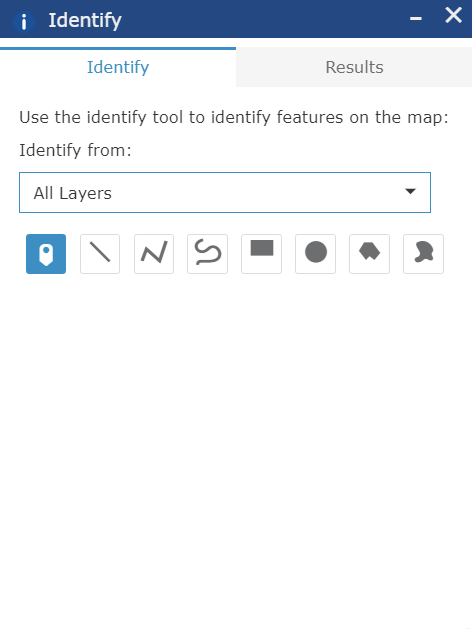 Identify
Identify
Results
Use the identify tool to identify features on the map:
Identify from:
All Layers